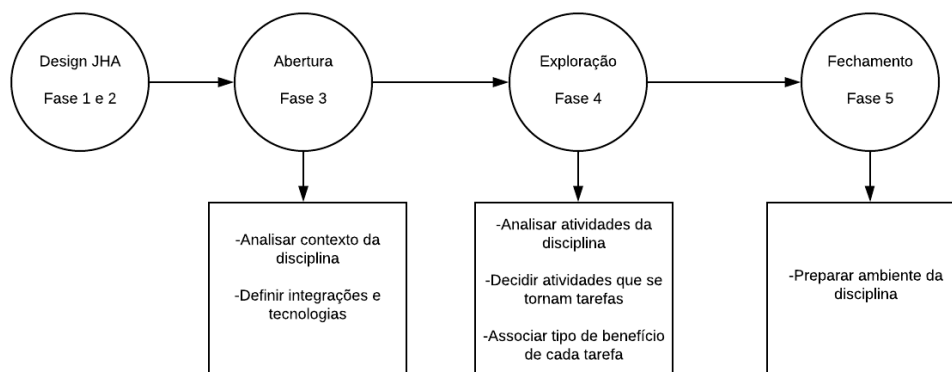 Design JHA
Fase 1 e 2
Abertura
Fase 3
Exploração
Fase 4
Fechamento
Fase 5
-Analisar contexto da
disciplina
-Definir integrações e
tecnologias
-Analisar atividades da
disciplina
-Decidir atividades que se
tornam tarefas
-Associar tipo de benefício
de cada tarefa
-Preparar ambiente da
disciplina